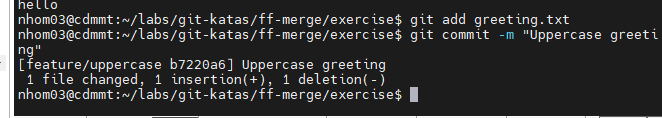 hello
nhom03@cdmmt:~/labs/git-katas/ff-merge/exercise$ git add greeting.txt
nhom03@cdmmt:~/labs/git-katas/ff-merge/exercise$ git commit -m "Uppercase greeti
ng"
[feature/uppercase b7220a6] Uppercase greeting
 1 file changed, 1 insertion(+), 1 deletion(-)
nhom03@cdmmt:~/labs/git-katas/ff-merge/exercise$